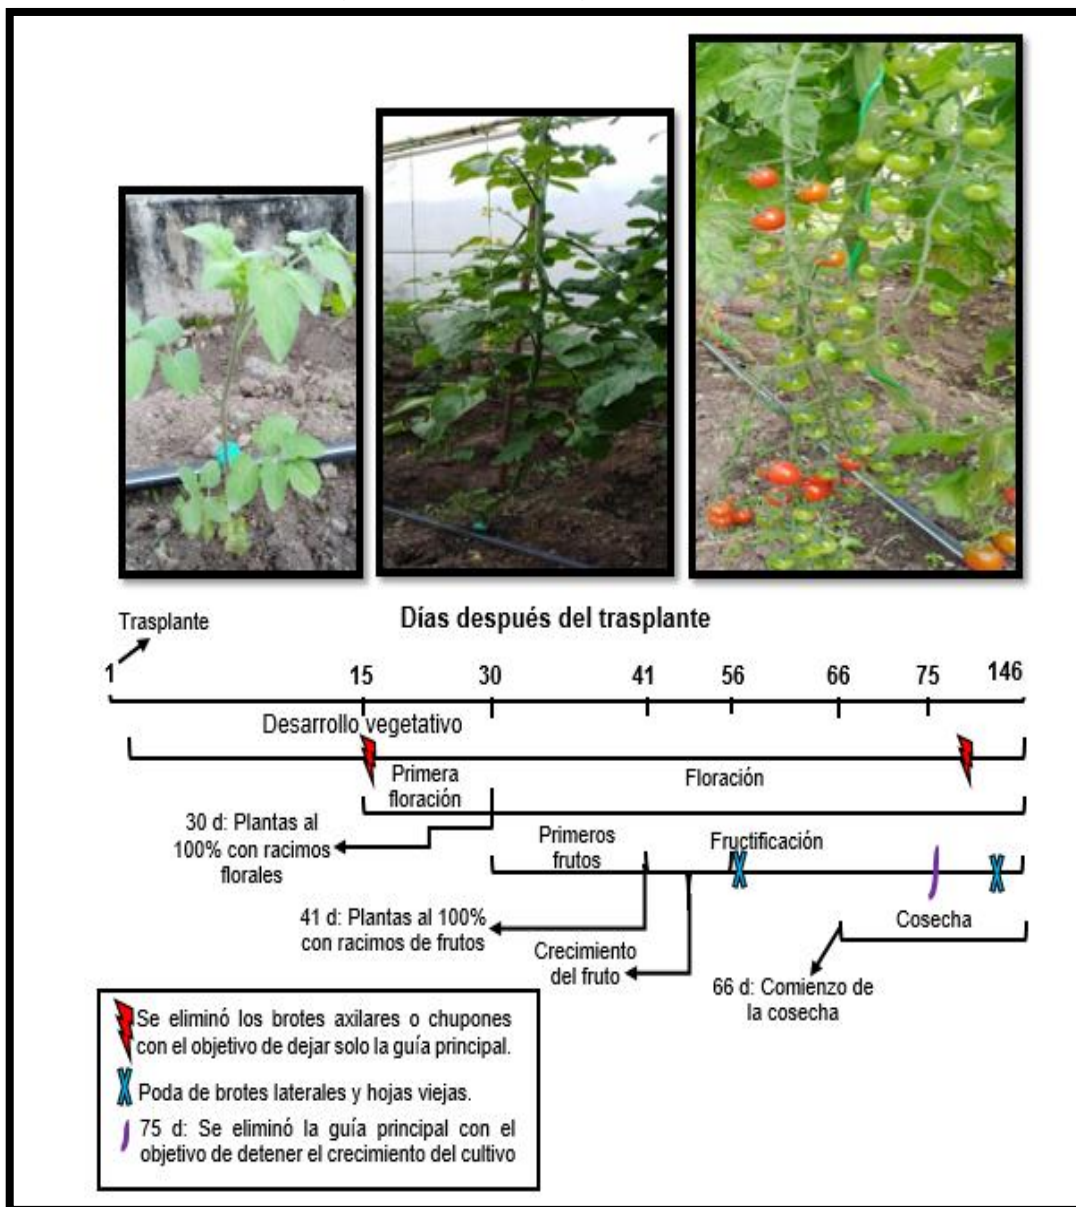 Días después del trasplante
Trasplante
1 15 30 41 56 66 75 146
Desarrollo vegetativo
Primera
floración
Floración
30 d: Plantas al
100% con racimos
florales
Primeros
frutos
Fructificación
41 d: Plantas al 100%
con racimos de frutos
Crecimiento
del fruto
Cosecha
66 d: Comienzo de
la cosecha
Se eliminó los brotes axilares o chupones
con el objetivo de dejar solo la guía principal.
Poda de brotes laterales y hojas viejas.
75 d: Se eliminó la guía principal con el
objetivo de detener el crecimiento del cultivo